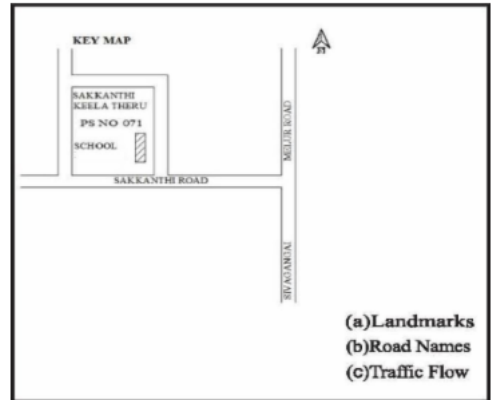 KEY MAP
SAKKANTHI
KEELA THERU
PS NO 071
SCHOOL
SAKKANTHI ROAD
MELUR ROAD
SIVAGANGAI
(a)Landmarks
(b)Road Names
(c)Traffic Flow